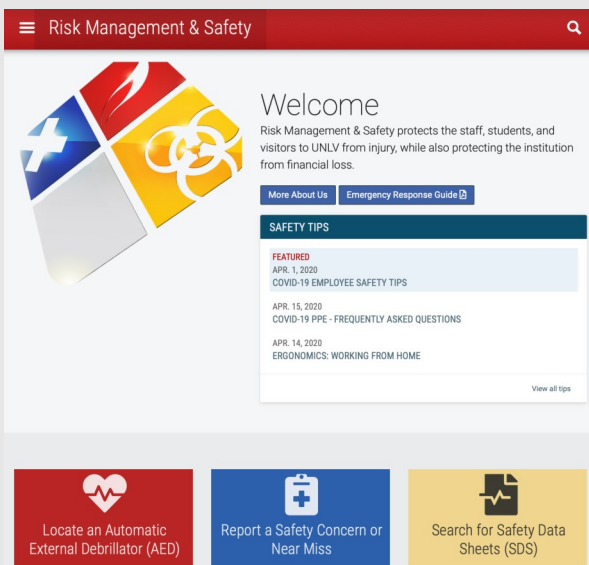 Risk Management & Safety
Welcome
Risk Management & Safety protects the staff, students, and
visitors to UNLV from injury, while also protecting the institution
from financial loss.
More About Us
Emergency Response Guide
SAFETY TIPS
FEATURED
APR. 1, 2020
COVID-19 EMPLOYEE SAFETY TIPS
APR. 15, 2020
COVID-19 PPE - FREQUENTLY ASKED QUESTIONS
APR. 14, 2020
ERGONOMICS: WORKING FROM HOME
View all tips
Locate an Automatic
External Debrillator (AED)
Report a Safety Concern or
Near Miss
Search for Safety Data
Sheets (SDS)